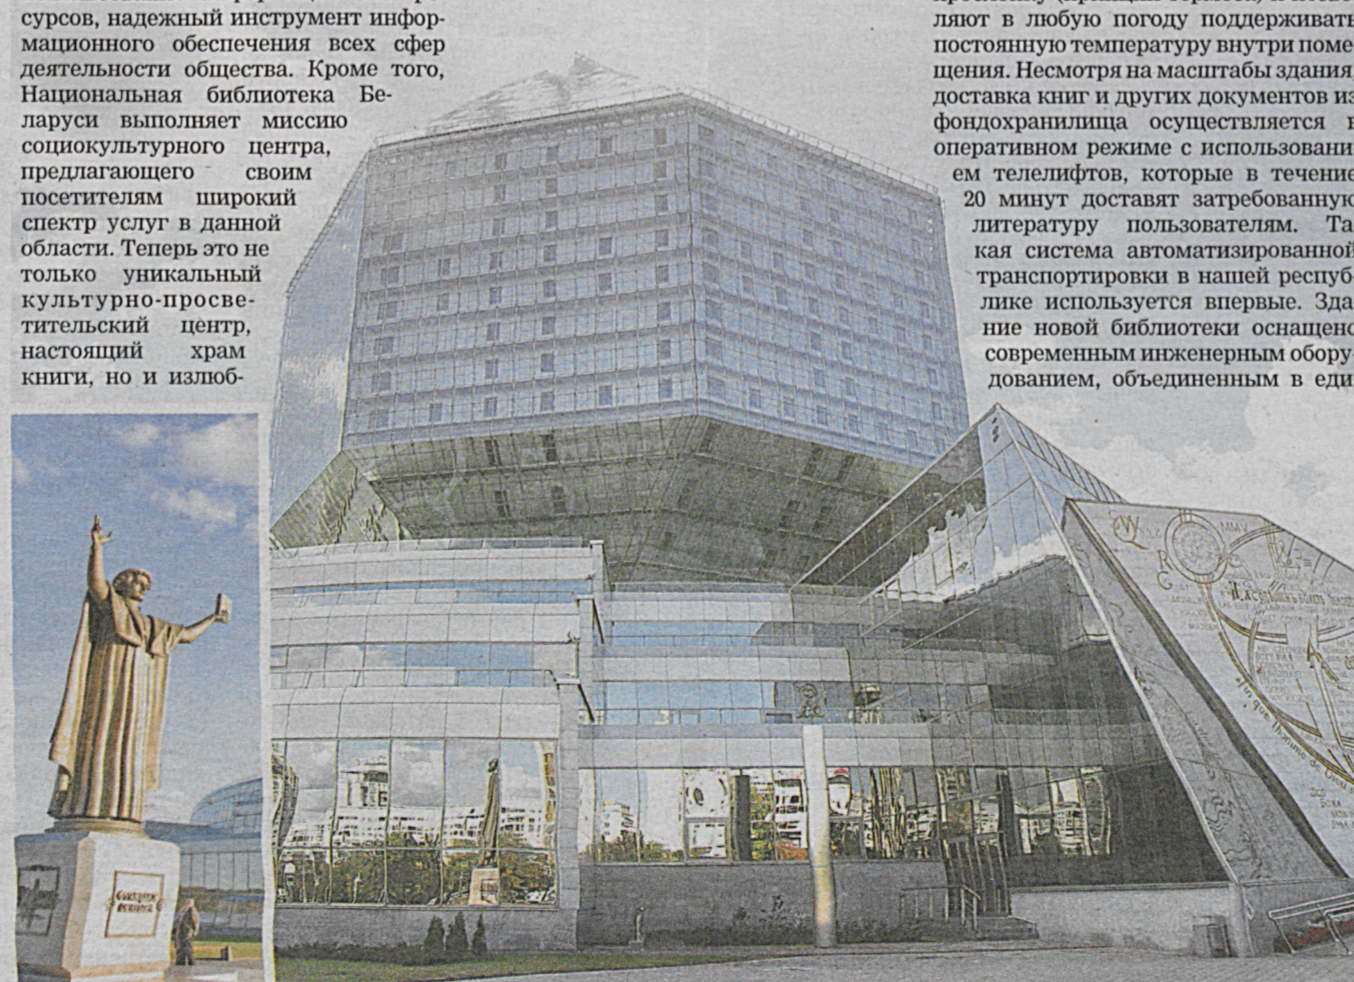 сурсов, надежный инструмент инфор-
мационного обеспечения всех сфер
деятельности общества. Кроме того,
Национальная библиотека Бе-
ларуси выполняет миссию
социокультурного центра,
предлагающего своим
посетителям широкий
спектр услуг в данной
области. Теперь это не
только уникальный
культурно-просве-
тительский центр,
настоящий храм
книги, но и излюб-
ляют в любую погоду поддерживать
постоянную температуру внутри поме
щения. Несмотря на масштабы здания,
доставка книг и других документов из
фондохранилища осуществляется в
оперативном режиме с использовани
ем телелифтов, которые в течение
20 минут доставят затребованную
литературу пользователям. Та
кая система автоматизированной
транспортировки в нашей респуб-
лике используется впервые. Зда
ние новой библиотеки оснащено
современным инженерным обору-
дованием, объединенным в еди
MMV